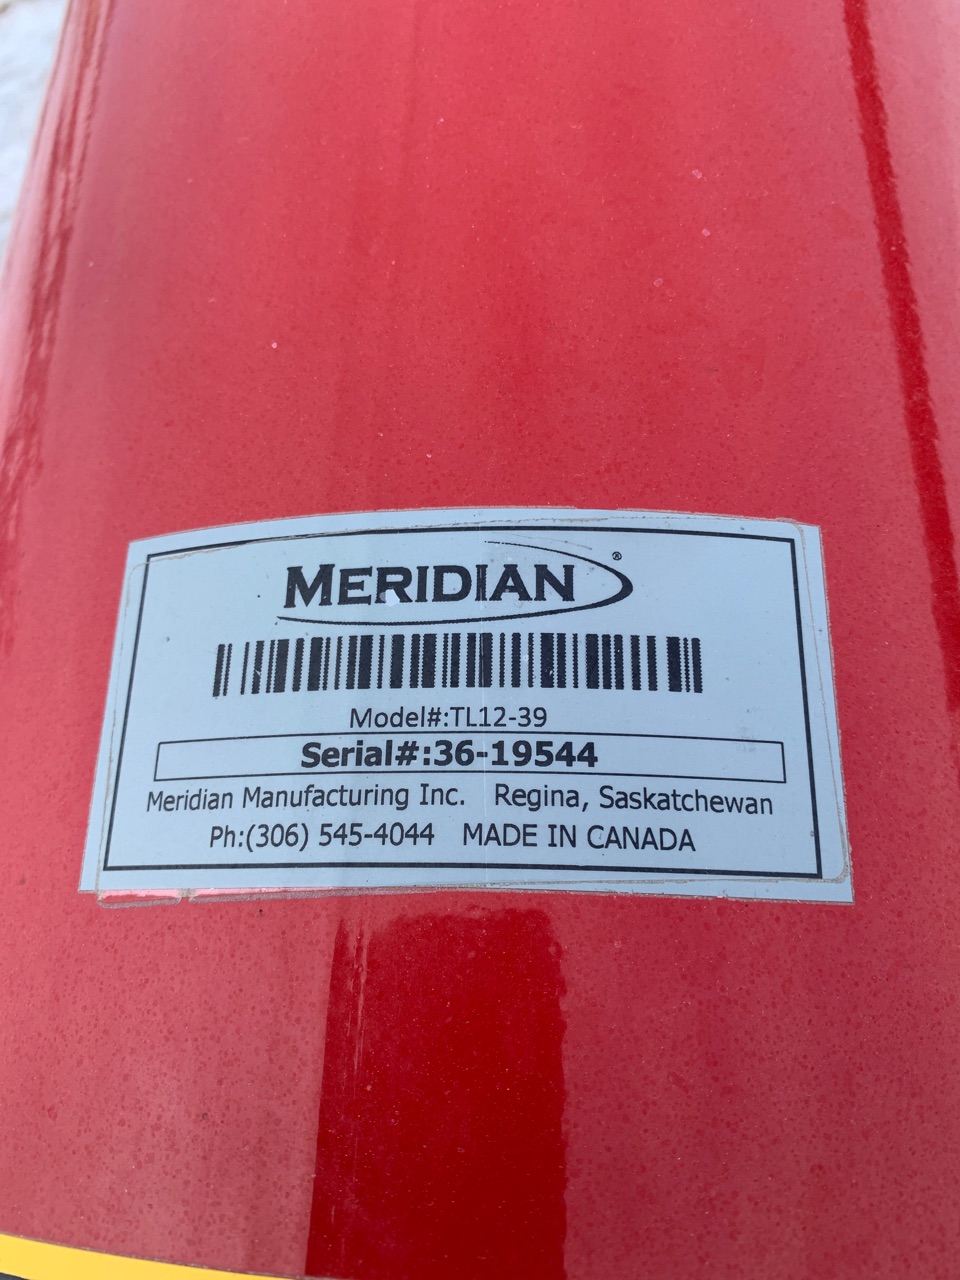 MERIDIAN®
Model#:TL12-39
Serial#:36-19544
Meridian Manufacturing Inc. Regina, Saskatchewan
Ph:(306) 545-4044 MADE IN CANADA